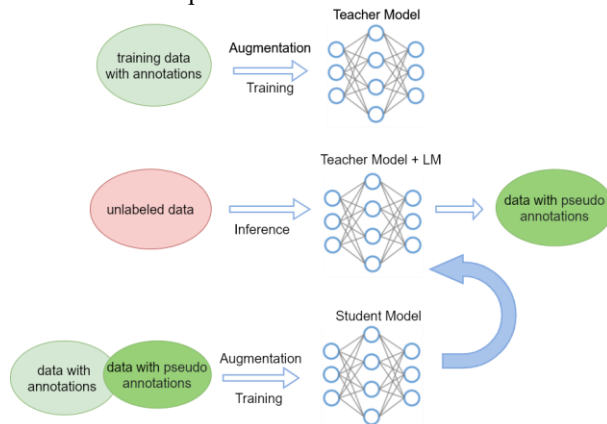 Teacher Model
training data
with annotations
Augmentation
Training
Teacher Model + LM
unlabeled data
Inference
data with pseudo
annotations
Student Model
data with
annotations
data with pseudo
annotations
Augmentation
Training